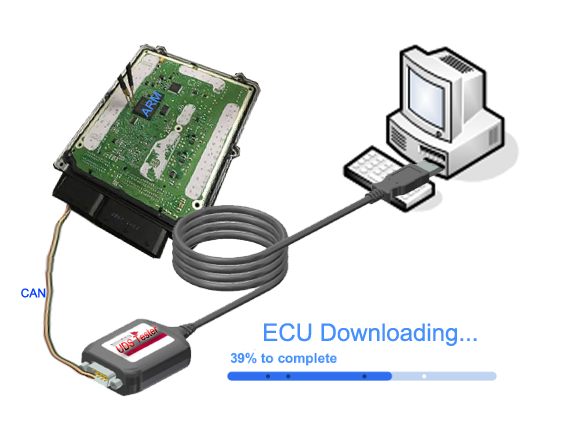 ARM
CAN
UDS-Tester
ECU Downloading...
39% to complete